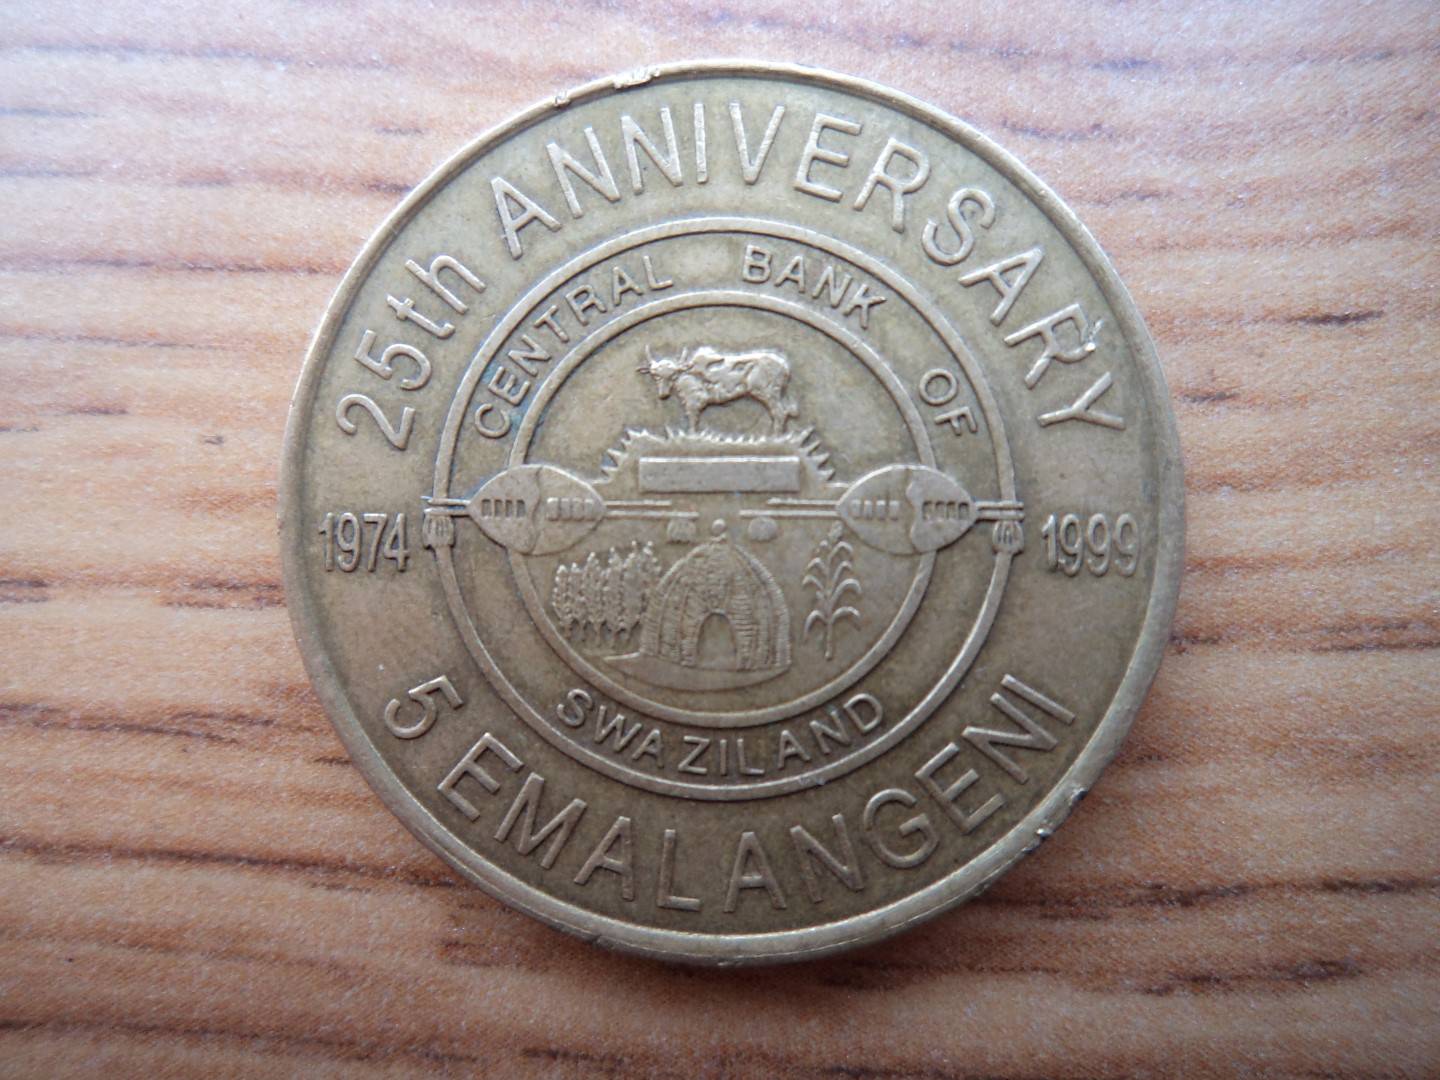 25th ANNIVERSARY
CENTRAL BANK OF
SWAZILAND
1974
1999
5 EMALANGENI